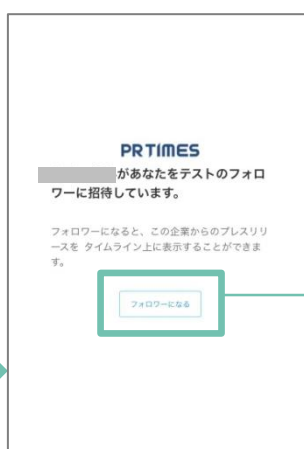 PR TIMES
があなたをテストのフォロ
ワーに招待しています。
フォロワーになると、この企業からのプレスリリ
ースを タイムライン上に表示することができま
す。
フォロワーになる